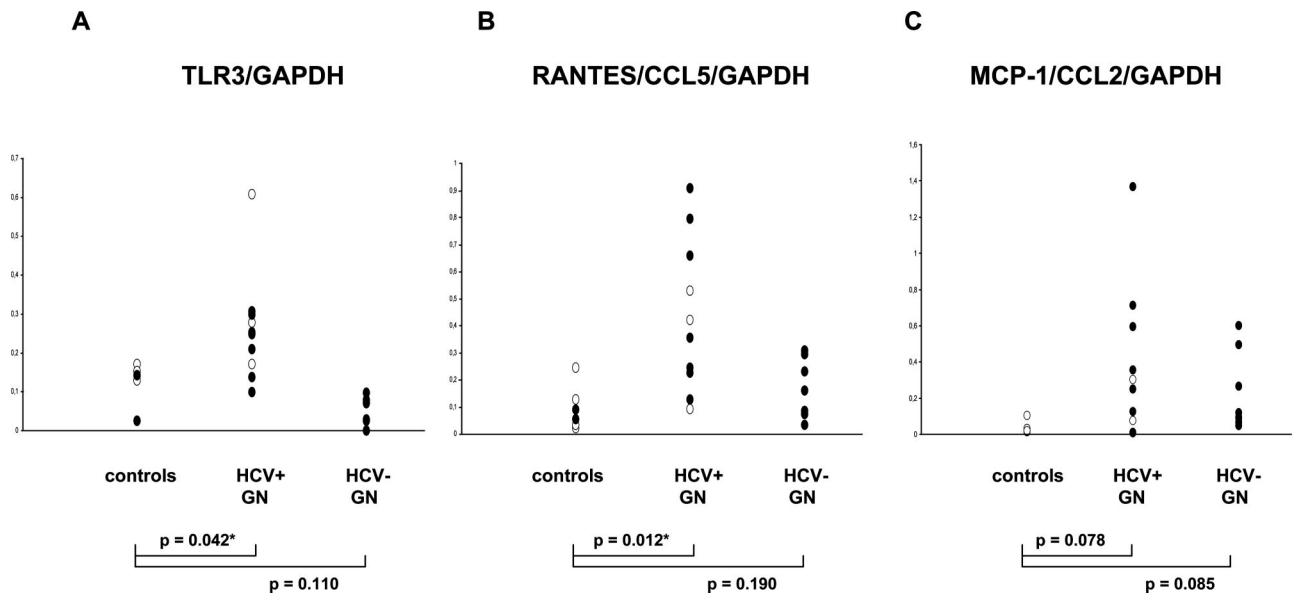 A
TLR3/GAPDH
0,7
0,6
0,5
0,4
0,3
0,2
0,1
0
controls
HCV+
GN
HCV-
GN
p = 0.042*
p = 0.110
B
RANTES/CCL5/GAPDH
1
0,9
0,8
0,7
0,6
0,5
0,4
0,3
0,2
0,1
0
controls
HCV+
GN
HCV-
GN
p = 0.012*
p = 0.190
C
MCP-1/CCL2/GAPDH
1,6
1,4
1,2
1
0,8
0,6
0,4
0,2
0
controls
HCV+
GN
HCV-
GN
p = 0.078
p = 0.085